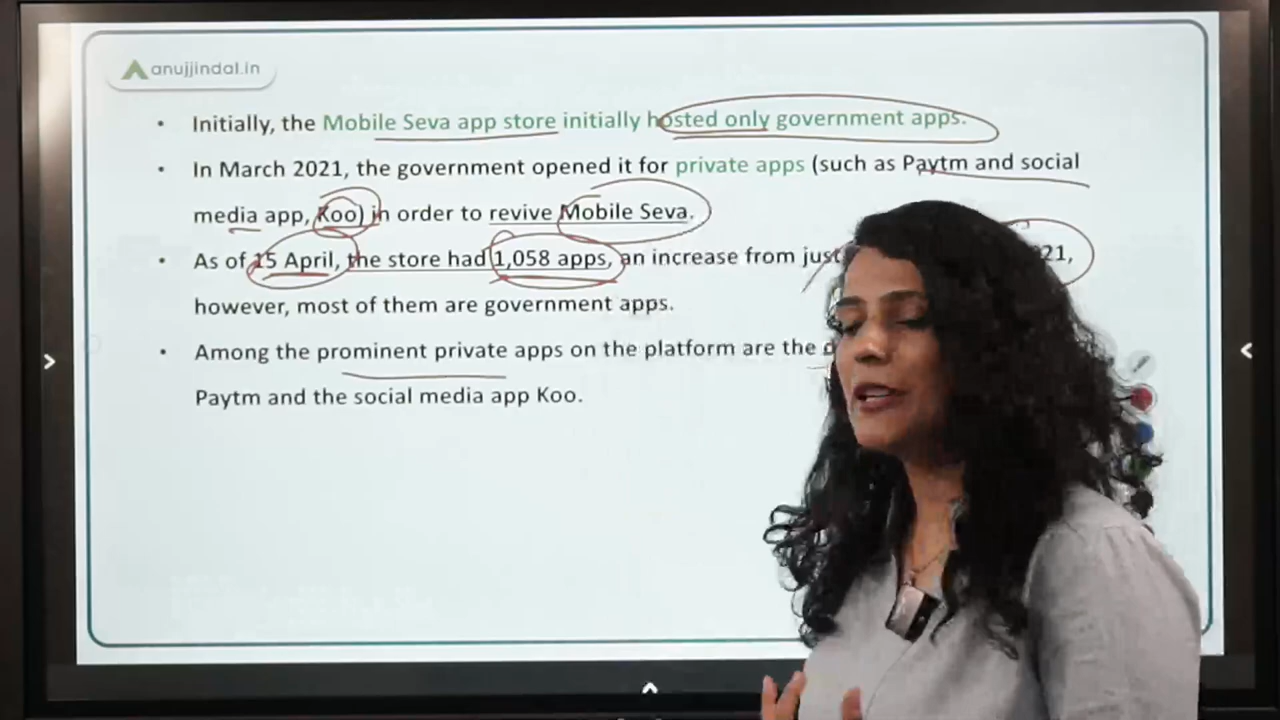 anujjindal.in
• Initially, the Mobile Seva app store initially hosted only government apps.
• In March 2021, the government opened it for private apps (such as Paytm and social
media app, Koo) in order to revive Mobile Seva.
• As of 15 April, the store had 1,058 apps, an increase from just 21,
however, most of them are government apps.
• Among the prominent private apps on the platform are the
Paytm and the social media app Koo.